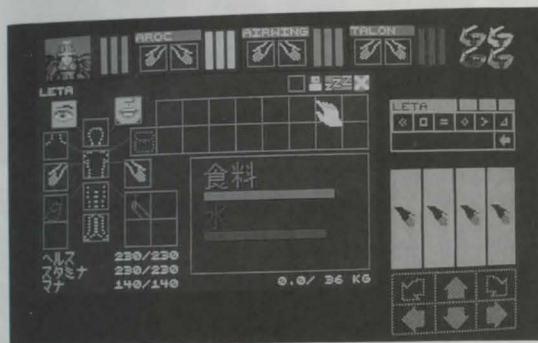 AROC
AIRWING
TALON
LETA
ZZZ
LETA
食料
水
ヘルス 230/230
スタミナ 230/230
マナ 140/140
0.0/ 36 KG